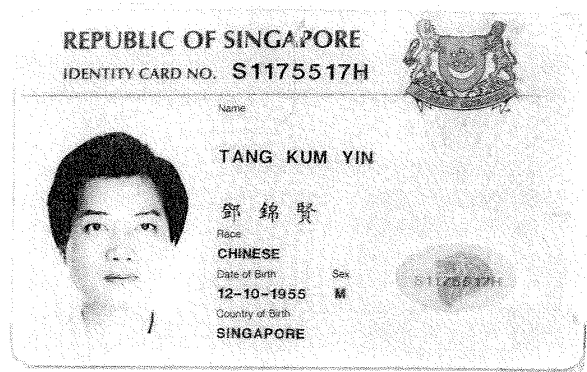 REPUBLIC OF SINGAPORE
IDENTITY CARD NO. S1175517H
Name
TANG KUM YIN
鄧 錦 賢
Race
CHINESE
Date of Birth Sex
12-10-1955 M
Country of Birth
SINGAPORE
S1175517H